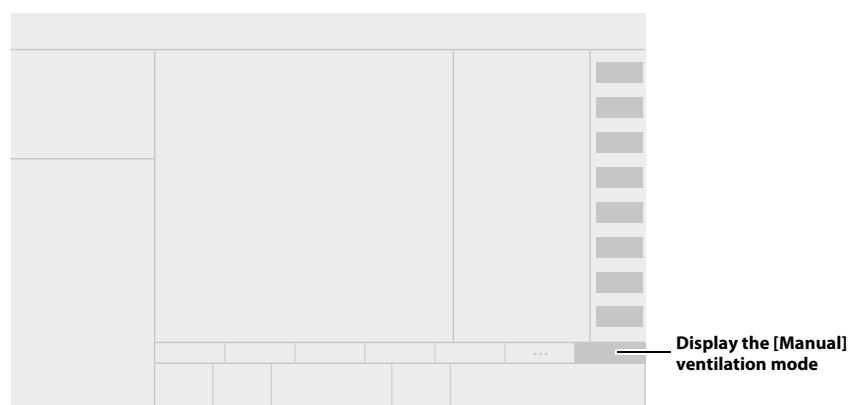 ...
Display the [Manual]
ventilation mode